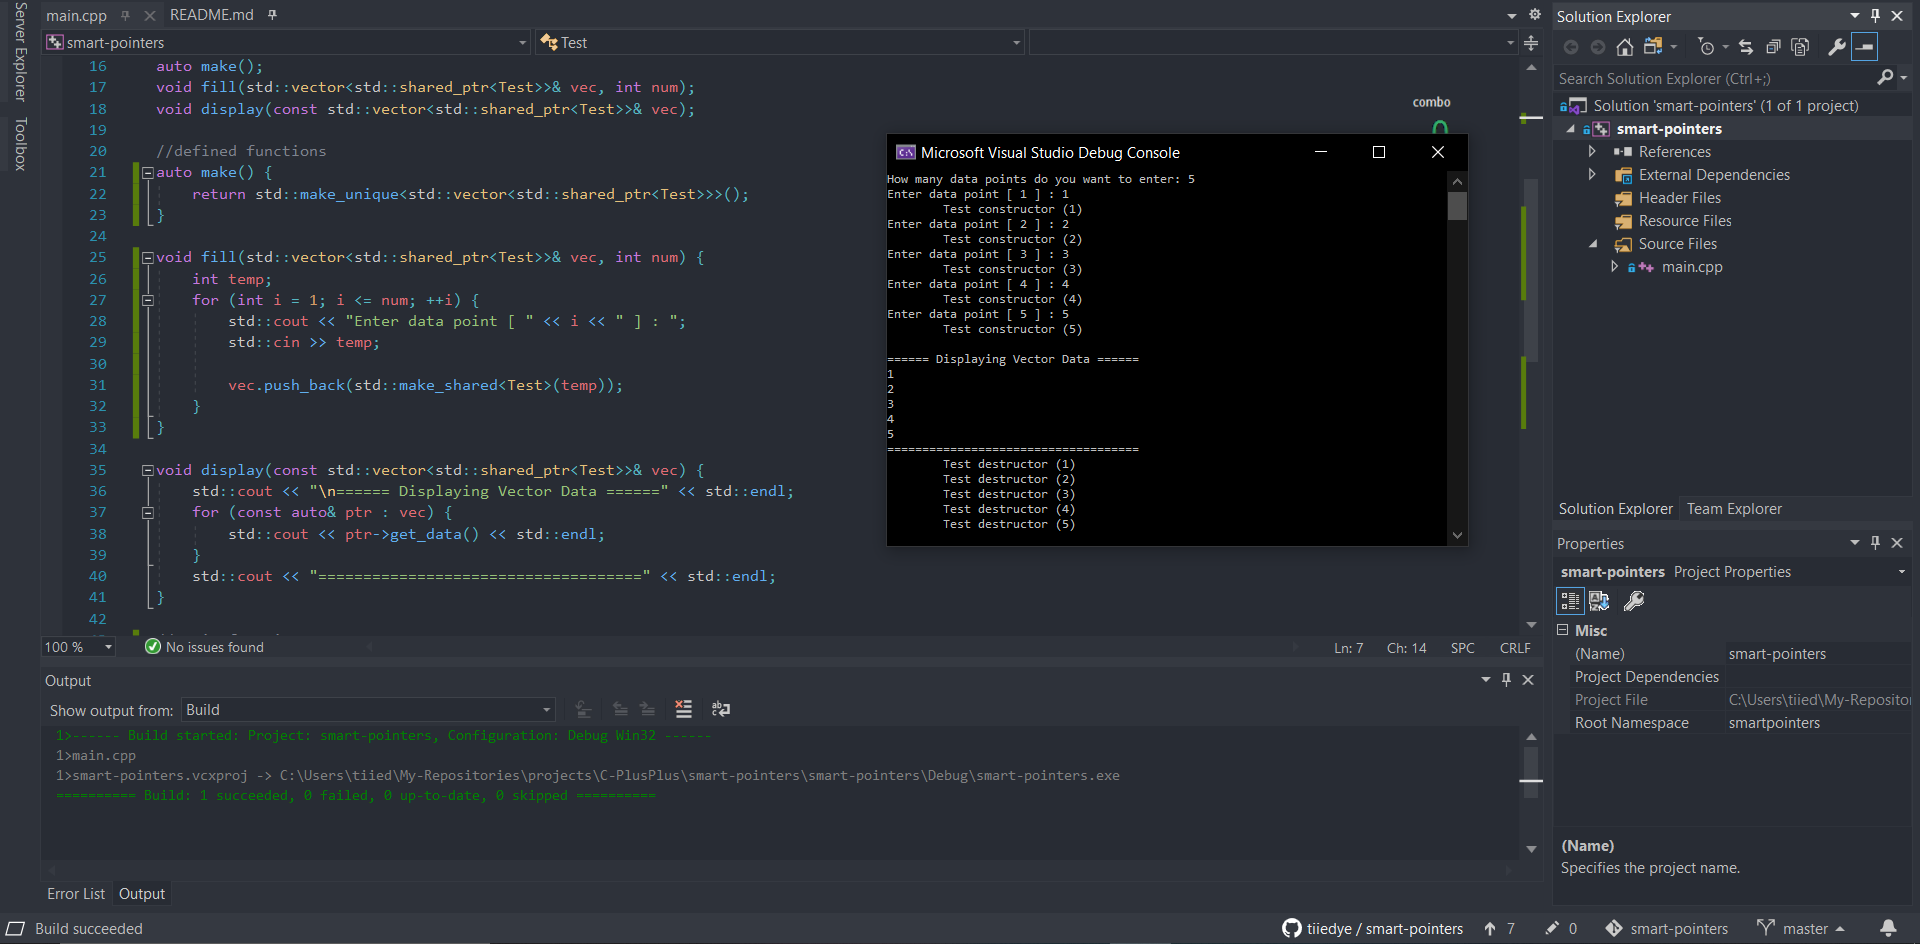 Server Explorer
Toolbox
main.cpp
README.md
smart-pointers
Test
16 auto make();
17 void fill(std::vector<std::shared_ptr<Test>>& vec, int num);
18 void display(const std::vector<std::shared_ptr<Test>>& vec);
19
20 //defined functions
21 auto make() {
22 return std::make_unique<std::vector<std::shared_ptr<Test>>>();
23 }
24
25 void fill(std::vector<std::shared_ptr<Test>>& vec, int num) {
26 int temp;
27 for (int i = 1; i <= num; ++i) {
28 std::cout << "Enter data point [ " << i << " ] : ";
29 std::cin >> temp;
30
31 vec.push_back(std::make_shared<Test>(temp));
32 }
33 }
34
35 void display(const std::vector<std::shared_ptr<Test>>& vec) {
36 std::cout << "\n====== Displaying Vector Data ======" << std::endl;
37 for (const auto& ptr : vec) {
38 std::cout << ptr->get_data() << std::endl;
39 }
40 std::cout << "====================================" << std::endl;
41 }
42
combo
0
Microsoft Visual Studio Debug Console
How many data points do you want to enter: 5
Enter data point [ 1 ] : 1
Test constructor (1)
Enter data point [ 2 ] : 2
Test constructor (2)
Enter data point [ 3 ] : 3
Test constructor (3)
Enter data point [ 4 ] : 4
Test constructor (4)
Enter data point [ 5 ] : 5
Test constructor (5)
====== Displaying Vector Data ======
1
2
3
4
5
====================================
Test destructor (1)
Test destructor (2)
Test destructor (3)
Test destructor (4)
Test destructor (5)
100 %
No issues found
Ln: 7 Ch: 14 SPC CRLF
Output
Show output from: Build
1>------ Build started: Project: smart-pointers, Configuration: Debug Win32 ------
1>main.cpp
1>smart-pointers.vcxproj -> C:\Users\tiied\My-Repositories\projects\C-PlusPlus\smart-pointers\smart-pointers\Debug\smart-pointers.exe
========== Build: 1 succeeded, 0 failed, 0 up-to-date, 0 skipped ==========
Error List Output
Solution Explorer
Search Solution Explorer (Ctrl+;)
Solution 'smart-pointers' (1 of 1 project)
smart-pointers
References
External Dependencies
Header Files
Resource Files
Source Files
main.cpp
Solution Explorer Team Explorer
Properties
smart-pointers Project Properties
Misc
(Name) smart-pointers
Project Dependencies
Project File C:\Users\tiied\My-Repositor
Root Namespace smartpointers
(Name)
Specifies the project name.
Build succeeded
tiiedye / smart-pointers 7 0 smart-pointers master